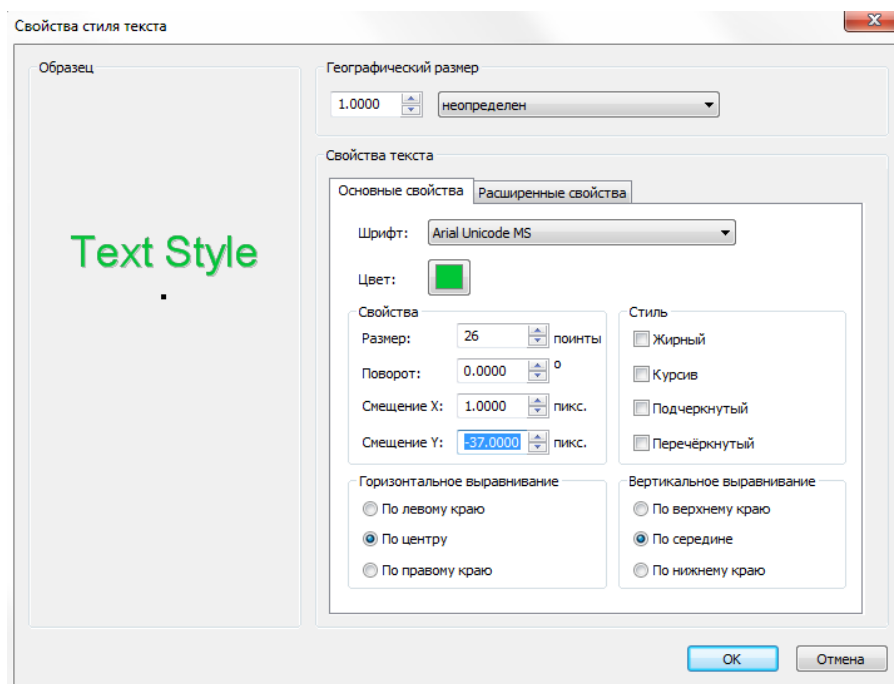 Свойства стиля текста
Образец
Text Style
Географический размер
1.0000 неопределен
Свойства текста
Основные свойства Расширенные свойства
Шрифт: Arial Unicode MS
Цвет:
Свойства
Размер: 26 поинты
Поворот: 0.0000 °
Смещение X: 1.0000 пикс.
Смещение Y: -37.0000 пикс.
Стиль
Жирный
Курсив
Подчеркнутый
Перечёркнутый
Горизонтальное выравнивание
По левому краю
По центру
По правому краю
Вертикальное выравнивание
По верхнему краю
По середине
По нижнему краю
OK Отмена